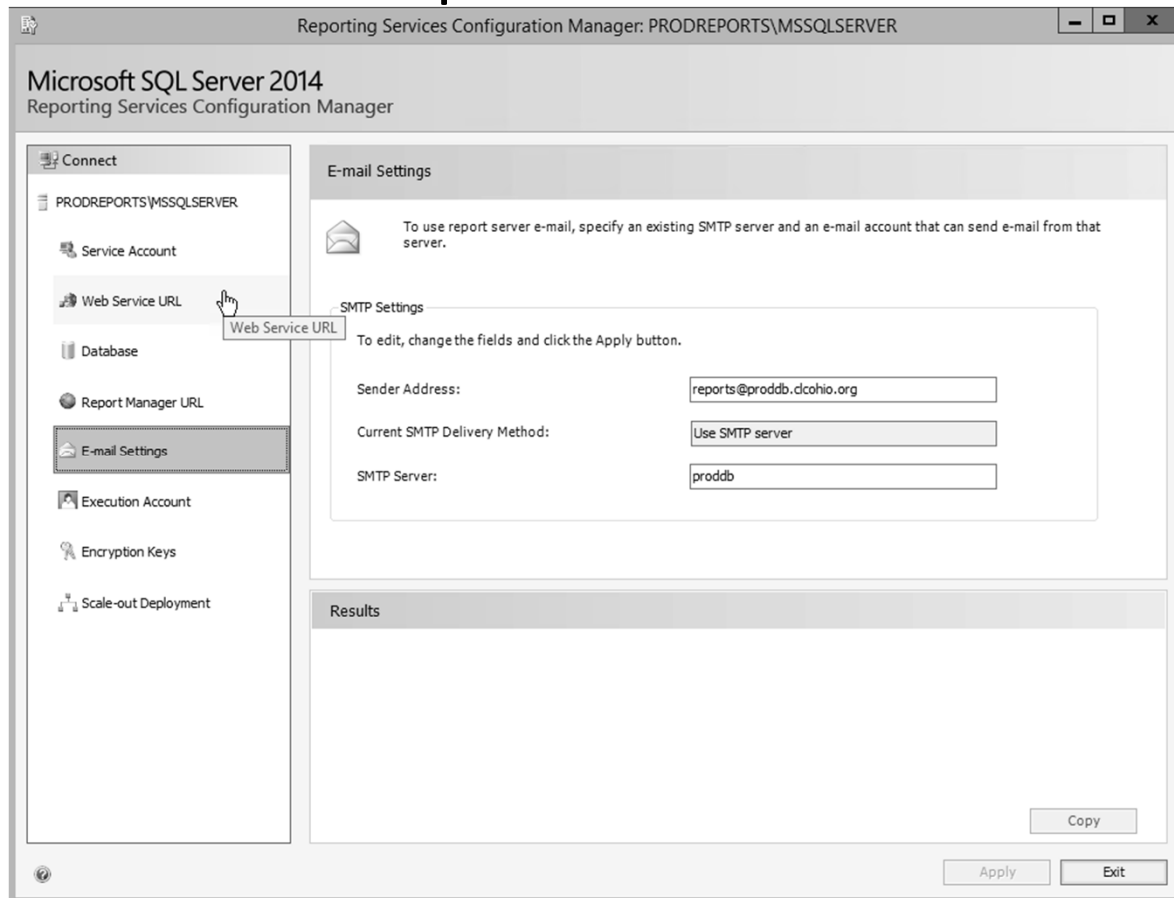 Reporting Services Configuration Manager: PRODREPORTS\MSSQLSERVER
Microsoft SQL Server 2014
Reporting Services Configuration Manager
Connect
PRODREPORTS\MSSQLSERVER
Service Account
Web Service URL
Web Service URL
Database
Report Manager URL
E-mail Settings
Execution Account
Encryption Keys
Scale-out Deployment
E-mail Settings
To use report server e-mail, specify an existing SMTP server and an e-mail account that can send e-mail from that
server.
SMTP Settings
To edit, change the fields and click the Apply button.
Sender Address:
reports@proddb.clcohio.org
Current SMTP Delivery Method:
Use SMTP server
SMTP Server:
proddb
Results
Copy
Apply
Exit